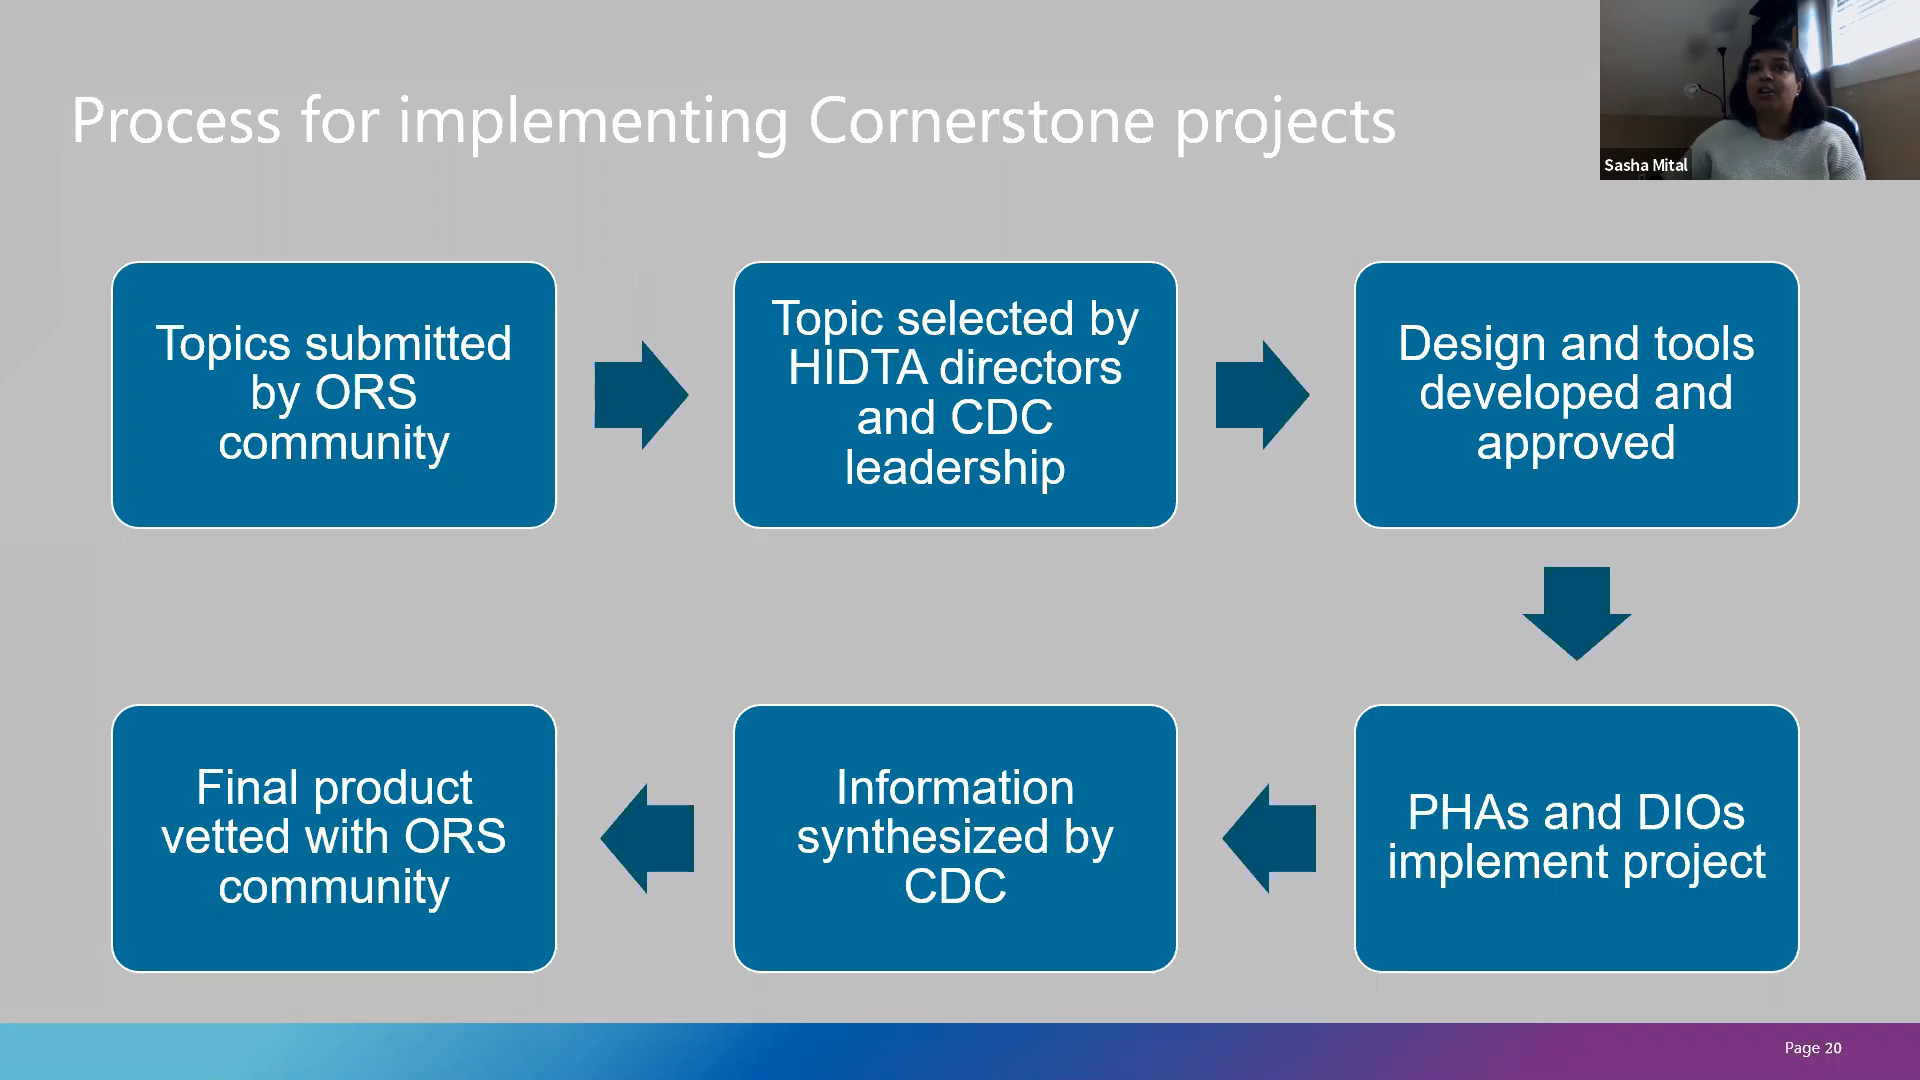 Process for implementing Cornerstone projects
Sasha Mital
Topics submitted
by ORS
community
Topic selected by
HIDTA directors
and CDC
leadership
Design and tools
developed and
approved
PHAs and DIOs
implement project
Information
synthesized by
CDC
Final product
vetted with ORS
community
Page 20